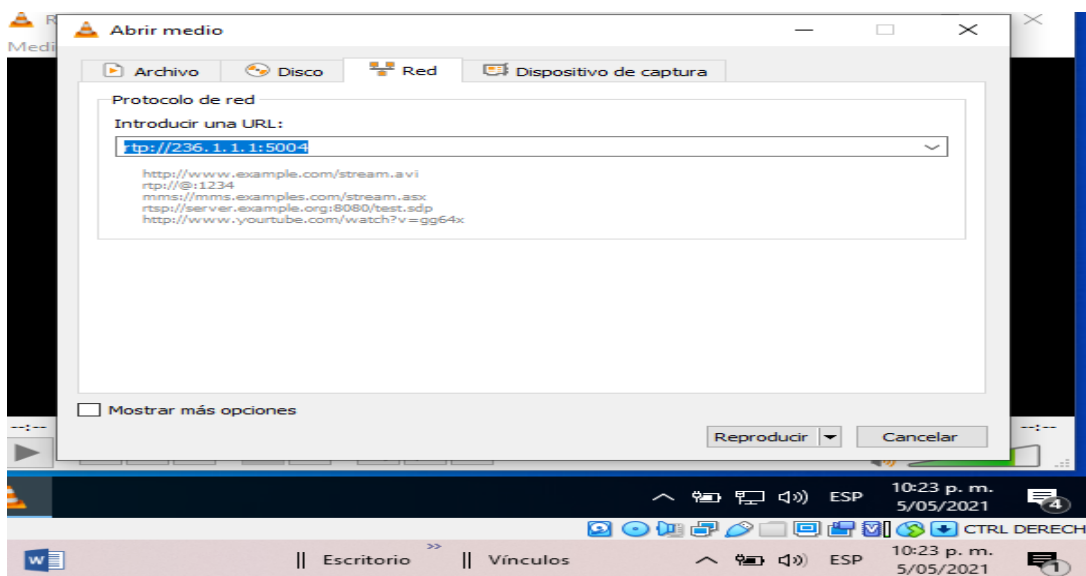 R
Abrir medio
Medi
Archivo
Disco
Red
Dispositivo de captura
Protocolo de red
Introducir una URL:
rtp://236.1.1.1:5004
http://www.example.com/stream.avi
rtp://@:1234
mms://mms.examples.com/stream.asx
rtsp://server.example.org:8080/test.sdp
http://www.yourtube.com/watch?v=gg64x
Mostrar más opciones
--:--
--:--
Reproducir
Cancelar
ESP
10:23 p. m.
5/05/2021
4
CTRL DERECH
W
Escritorio
»
Vínculos
ESP
10:23 p. m.
5/05/2021
1